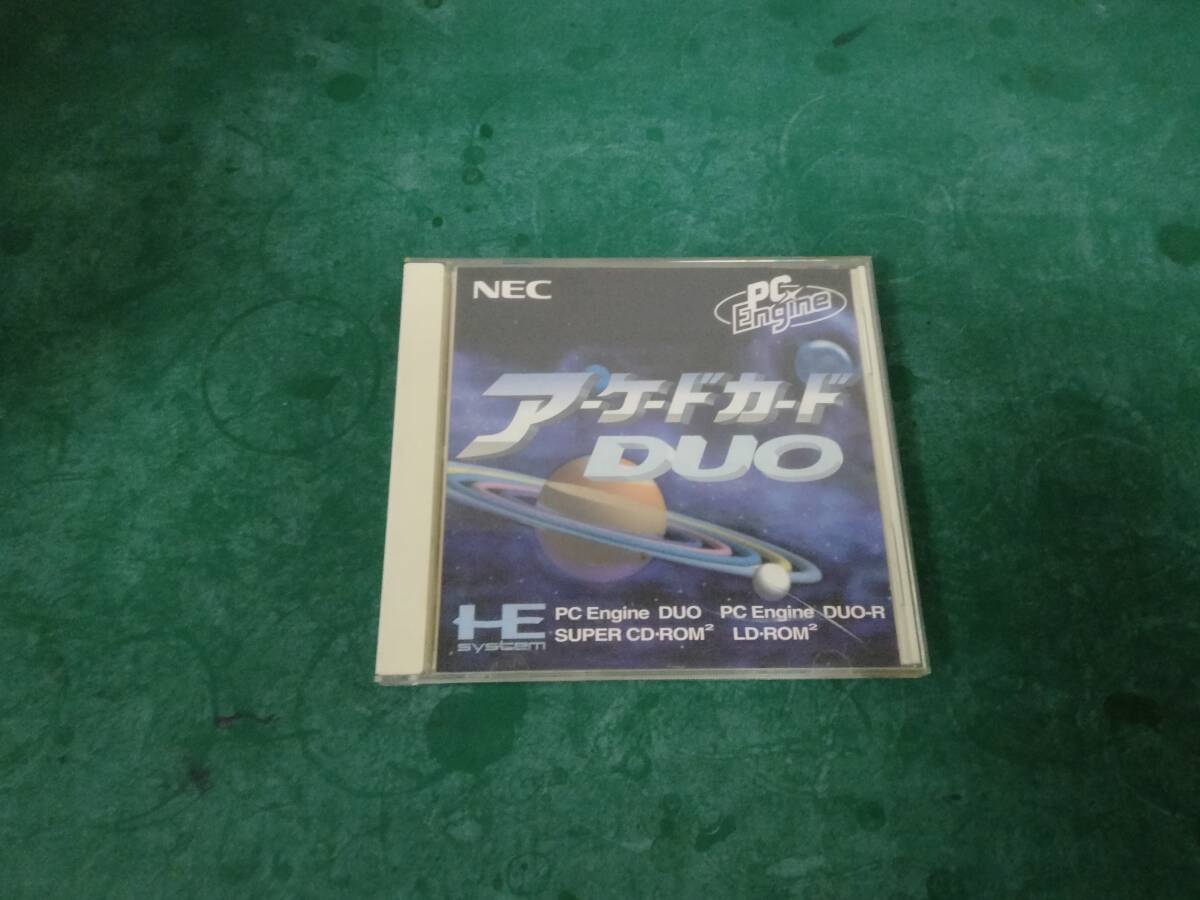 NEC
PC Engine
アーケードカード
DUO
HE system
PC Engine DUO PC Engine DUO-R
SUPER CD·ROM² LD·ROM²